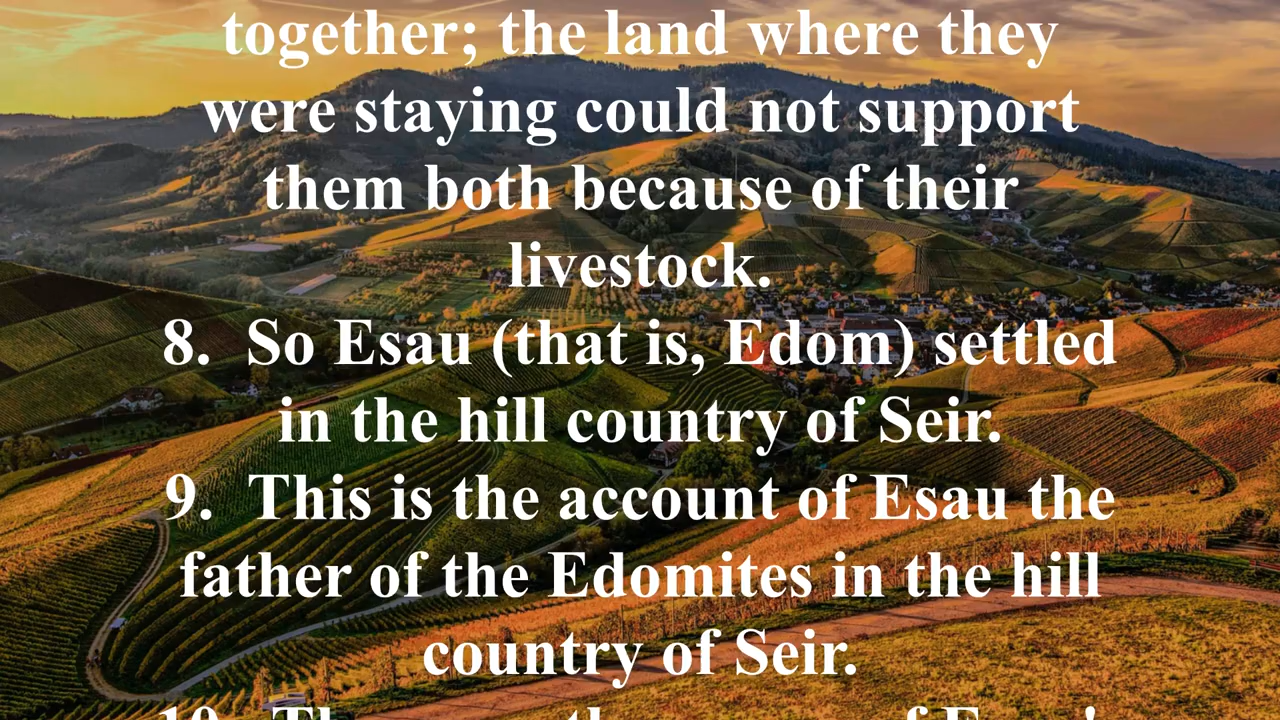 together; the land where they
were staying could not support
them both because of their
livestock.
8. So Esau (that is, Edom) settled
in the hill country of Seir.
9. This is the account of Esau the
father of the Edomites in the hill
country of Seir.